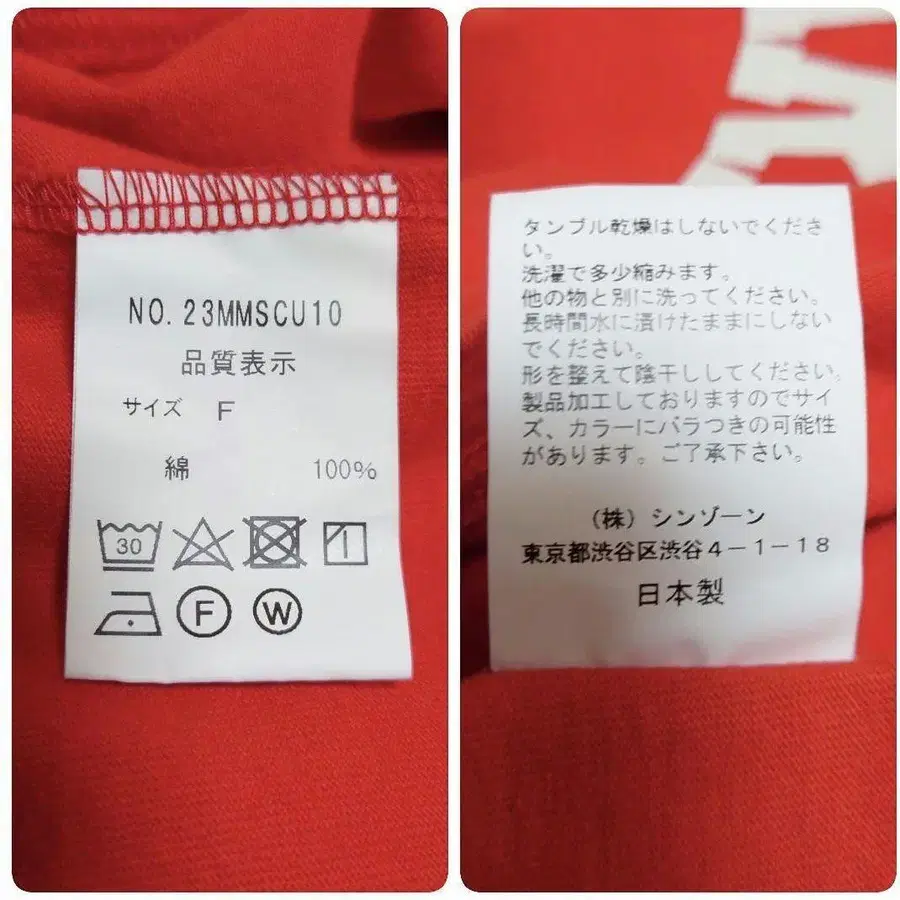 NO. 23MMSCU10
品質表示
サイズ F
綿 100%
30
F W
タンブル乾燥はしないでくださ
い。
洗濯で多少縮みます。
他の物と別に洗ってください。
長時間水に漬けたままにしない
でください。
形を整えて陰干ししてください。
製品加工しておりますのでサイ
ズ、カラーにバラつきの可能性
があります。ご了承下さい。
(株) シンゾーン
東京都渋谷区渋谷4-1-18
日本製